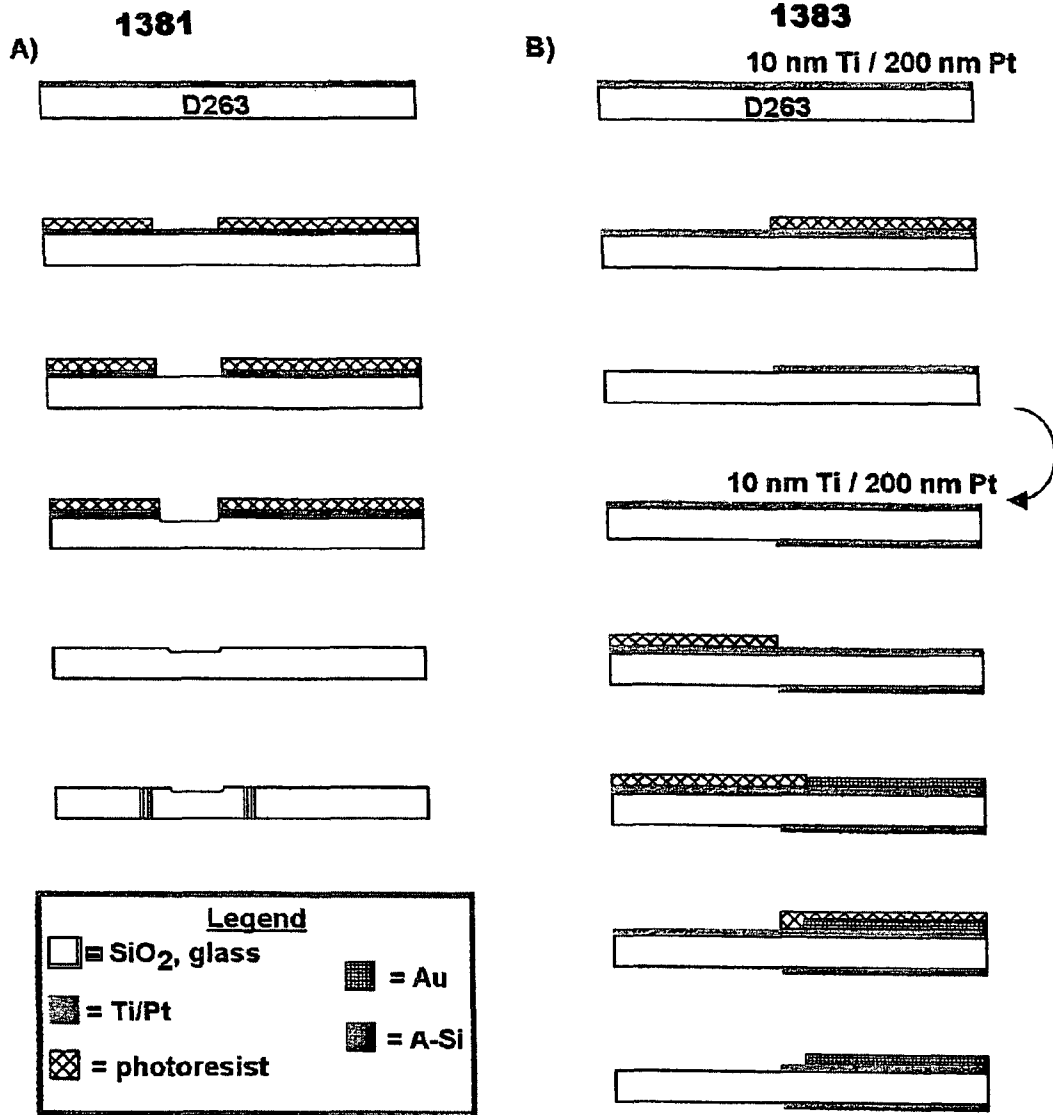 1381
A)
D263
1383
B)
10 nm Ti / 200 nm Pt
D263
10 nm Ti / 200 nm Pt
Legend
= SiO2, glass
= Ti/Pt
= photoresist
= Au
= A-Si